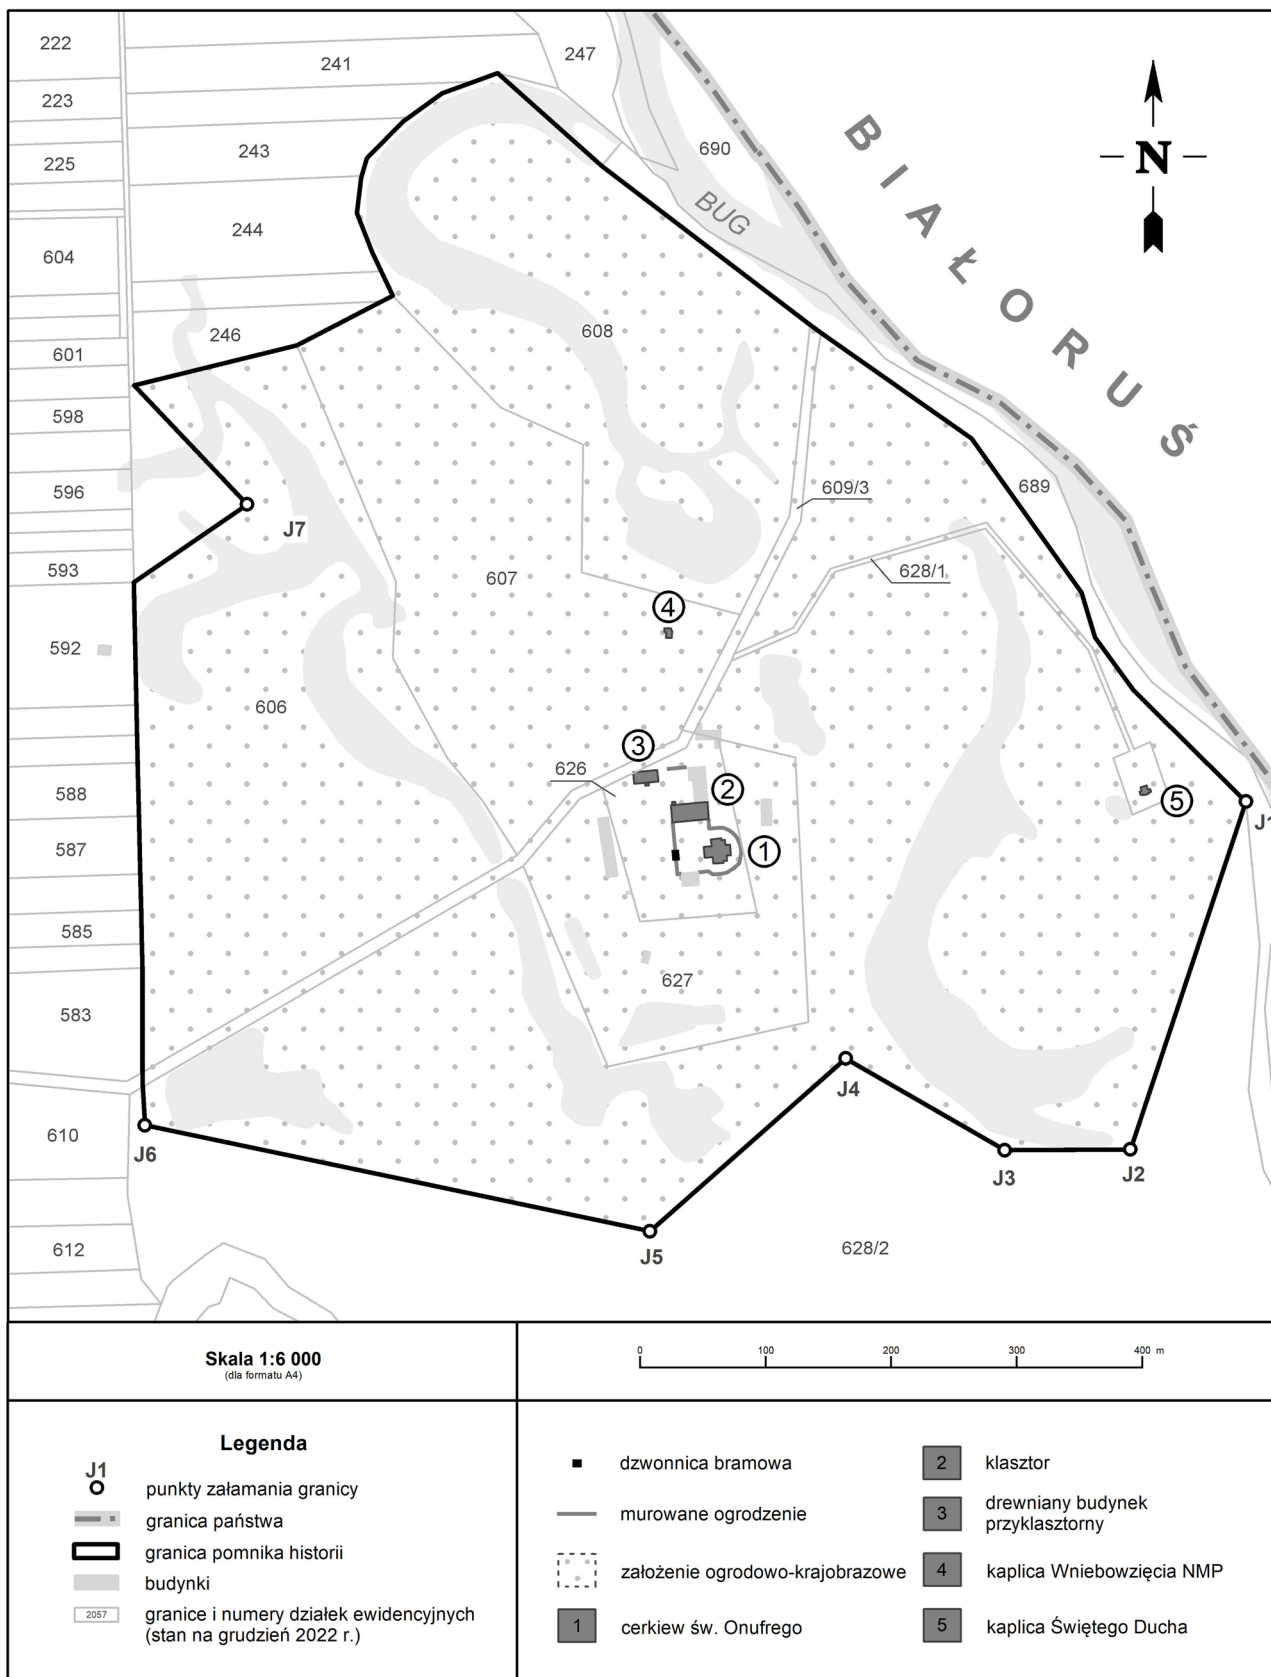 222
223
225
604
601
598
596
593
592
588
587
585
583
610
612
241
243
244
246
247
690
BUG
BIAŁORUŚ
N
608
609/3
689
628/1
607
606
J7
4
3
626
2
1
5
J1
627
J4
J6
J3
J2
J5
628/2
Skala 1:6 000
(dla formatu A4)
0 100 200 300 400 m
Legenda
J1
punkty załamania granicy
granica państwa
granica pomnika historii
budynki
2057
granice i numery działek ewidencyjnych
(stan na grudzień 2022 r.)
dzwonnica bramowa
murowane ogrodzenie
założenie ogrodowo-krajobrazowe
1 cerkiew św. Onufrego
2 klasztor
3 drewniany budynek
przyklasztorny
4 kaplica Wniebowzięcia NMP
5 kaplica Świętego Ducha